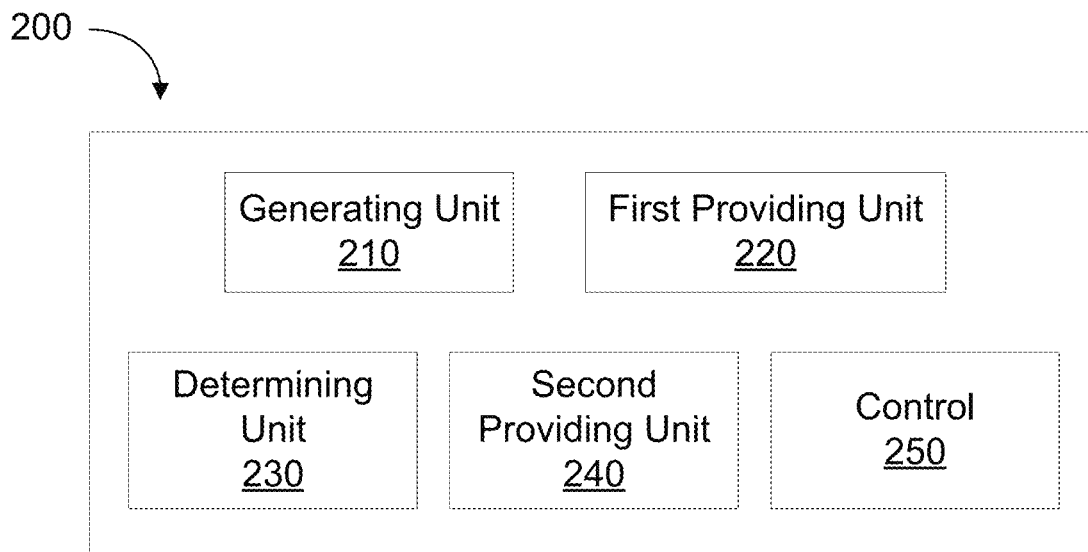 200
Generating Unit
210
First Providing Unit
220
Determining
Unit
230
Second
Providing Unit
240
Control
250